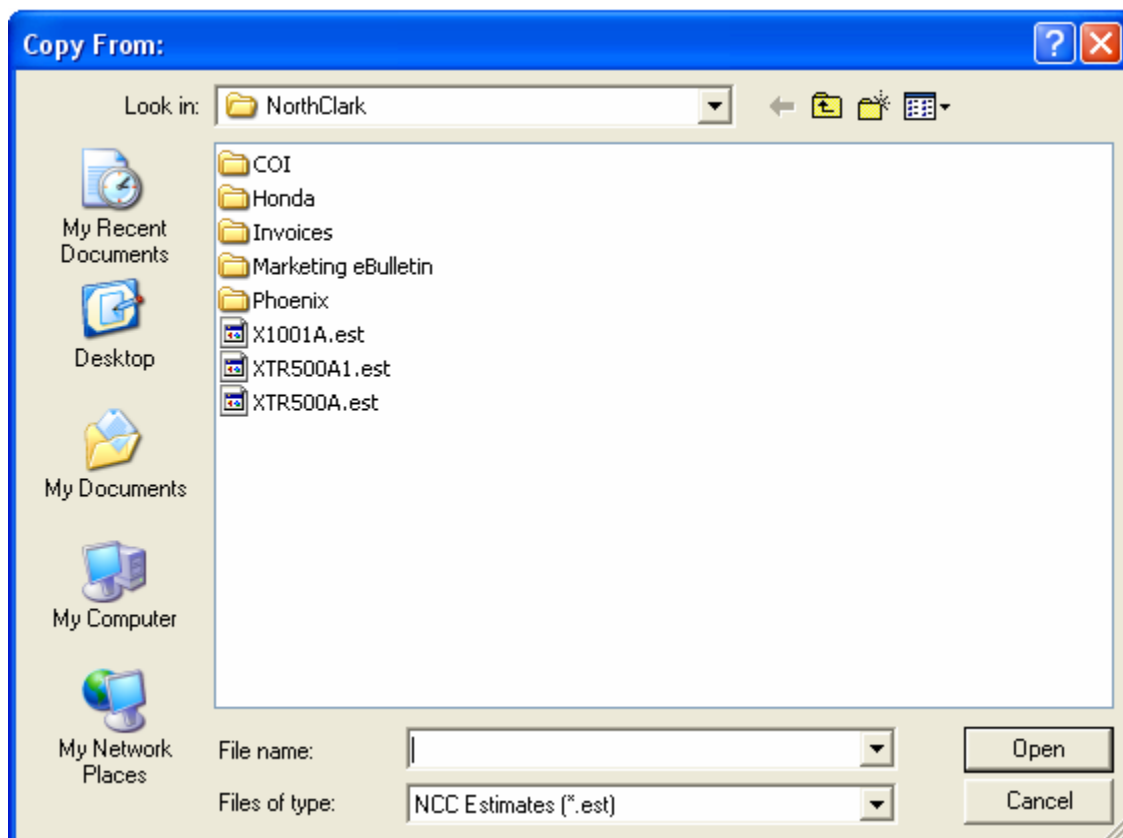 Copy From:
Look in: NorthClark
My Recent
Documents
Desktop
My Documents
My Computer
My Network
Places
COI
Honda
Invoices
Marketing eBulletin
Phoenix
X1001A.est
XTR500A1.est
XTR500A.est
File name:
Open
Files of type: NCC Estimates (*.est)
Cancel